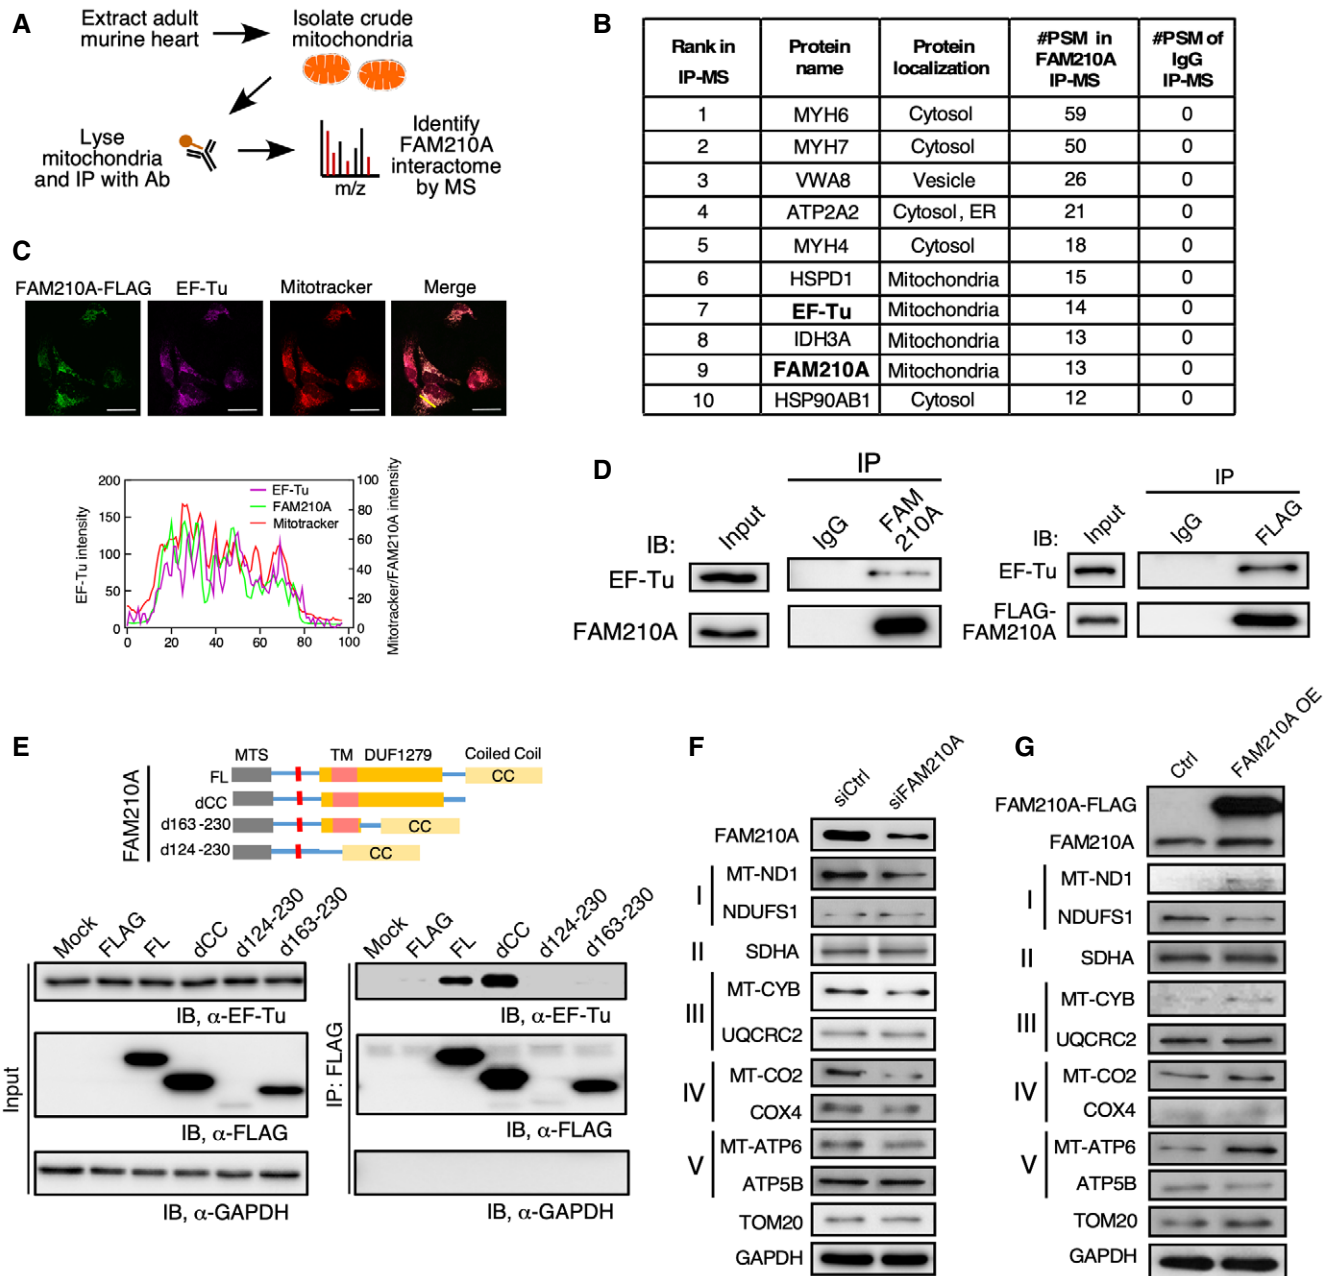 A
Extract adult
murine heart
Isolate crude
mitochondria
Lyse
mitochondria
and IP with Ab
m/z
Identify
FAM210A
interactome
by MS
B
Rank in IP-MS Protein name Protein localization #PSM in FAM210A IP-MS #PSM of IgG IP-MS
1 MYH6 Cytosol 59 0
2 MYH7 Cytosol 50 0
3 VWA8 Vesicle 26 0
4 ATP2A2 Cytosol, ER 21 0
5 MYH4 Cytosol 18 0
6 HSPD1 Mitochondria 15 0
7 EF-Tu Mitochondria 14 0
8 IDH3A Mitochondria 13 0
9 FAM210A Mitochondria 13 0
10 HSP90AB1 Cytosol 12 0
C
FAM210A-FLAG EF-Tu Mitotracker Merge
EF-Tu intensity
200
150
100
50
0
EF-Tu
FAM210A
Mitotracker
100
80
60
40
20
0
Mitotracker/FAM210A intensity
0 20 40 60 80 100
D
IP
IB: Input IgG FAM 210A
EF-Tu
FAM210A
IP
IB: Input IgG FLAG
EF-Tu
FLAG-
FAM210A
E
FAM210A
MTS TM DUF1279 Coiled Coil
FL CC
dCC
d163-230 CC
d124-230 CC
Mock FLAG FL dCC d124-230 d163-230
Input
IB, α-EF-Tu
IB, α-FLAG
IB, α-GAPDH
Mock FLAG FL dCC d124-230 d163-230
IP: FLAG
IB, α-EF-Tu
IB, α-FLAG
IB, α-GAPDH
F
siCtrl siFAM210A
FAM210A
I
MT-ND1
NDUFS1
II SDHA
III
MT-CYB
UQCRC2
IV
MT-CO2
COX4
V
MT-ATP6
ATP5B
TOM20
GAPDH
G
Ctrl FAM210A OE
FAM210A-FLAG
FAM210A
I
MT-ND1
NDUFS1
II SDHA
III
MT-CYB
UQCRC2
IV
MT-CO2
COX4
V
MT-ATP6
ATP5B
TOM20
GAPDH